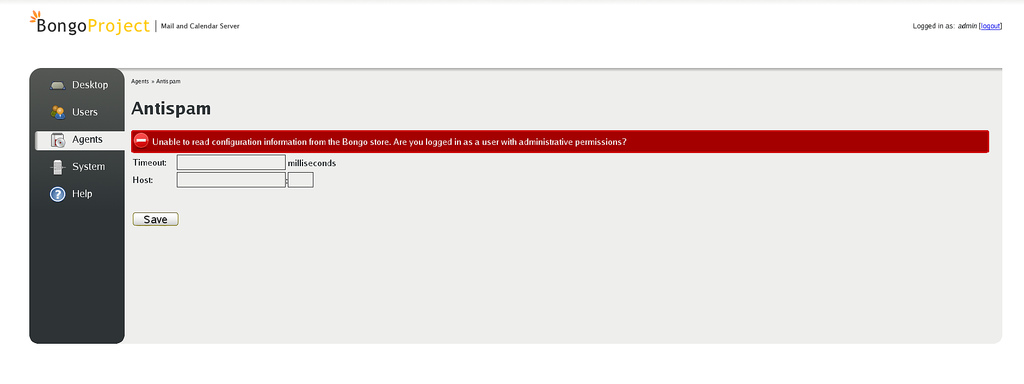 BongoProject | Mail and Calendar Server
Logged in as: admin [logout]
Desktop
Users
Agents
System
Help
Agents » Antispam
Antispam
Unable to read configuration information from the Bongo store. Are you logged in as a user with administrative permissions?
Timeout: milliseconds
Host: :
Save